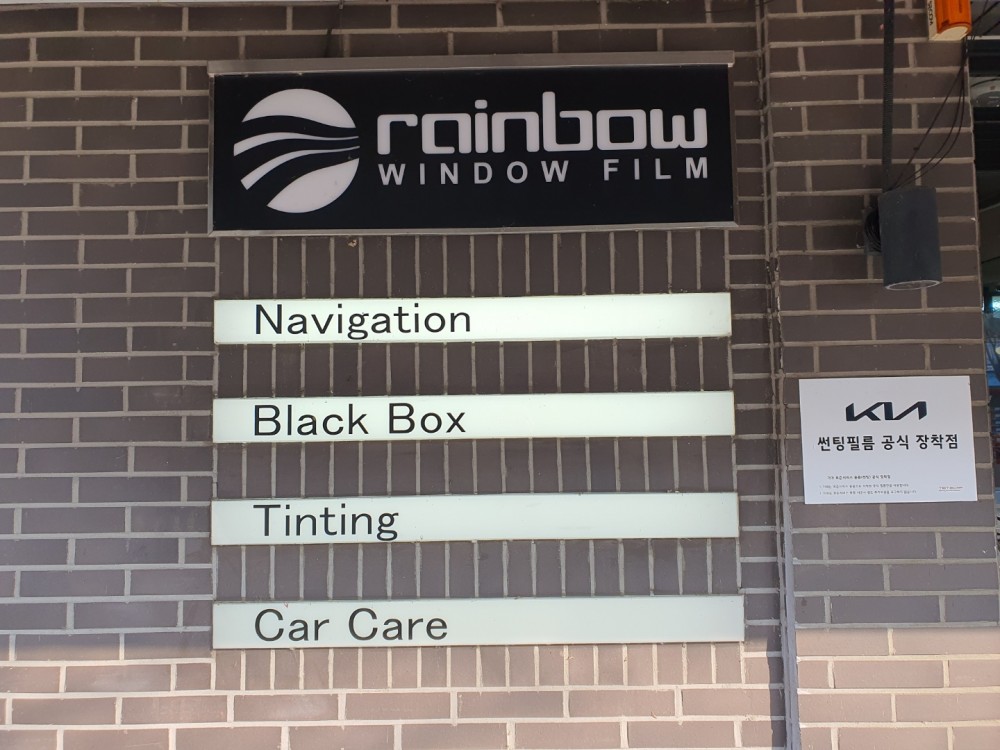 rainbow
WINDOW FILM
Navigation
Black Box
Tinting
Car Care
KIA
썬팅필름 공식 장착점